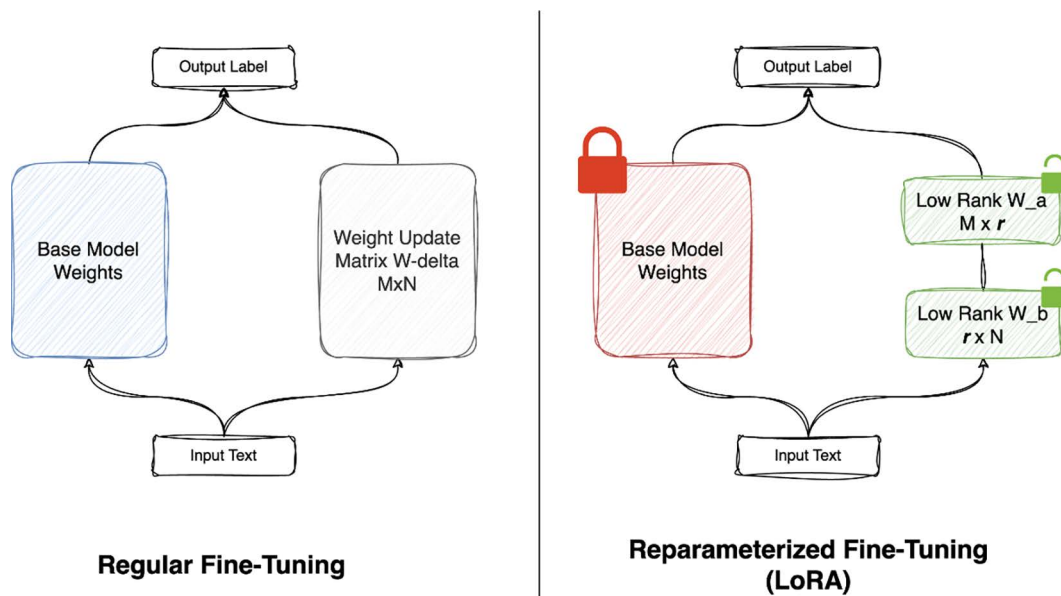 Output Label
Base Model
Weights
Weight Update
Matrix W-delta
MxN
Input Text
Regular Fine-Tuning
Output Label
Base Model
Weights
Low Rank W_a
M x r
Low Rank W_b
r x N
Input Text
Reparameterized Fine-Tuning
(LoRA)